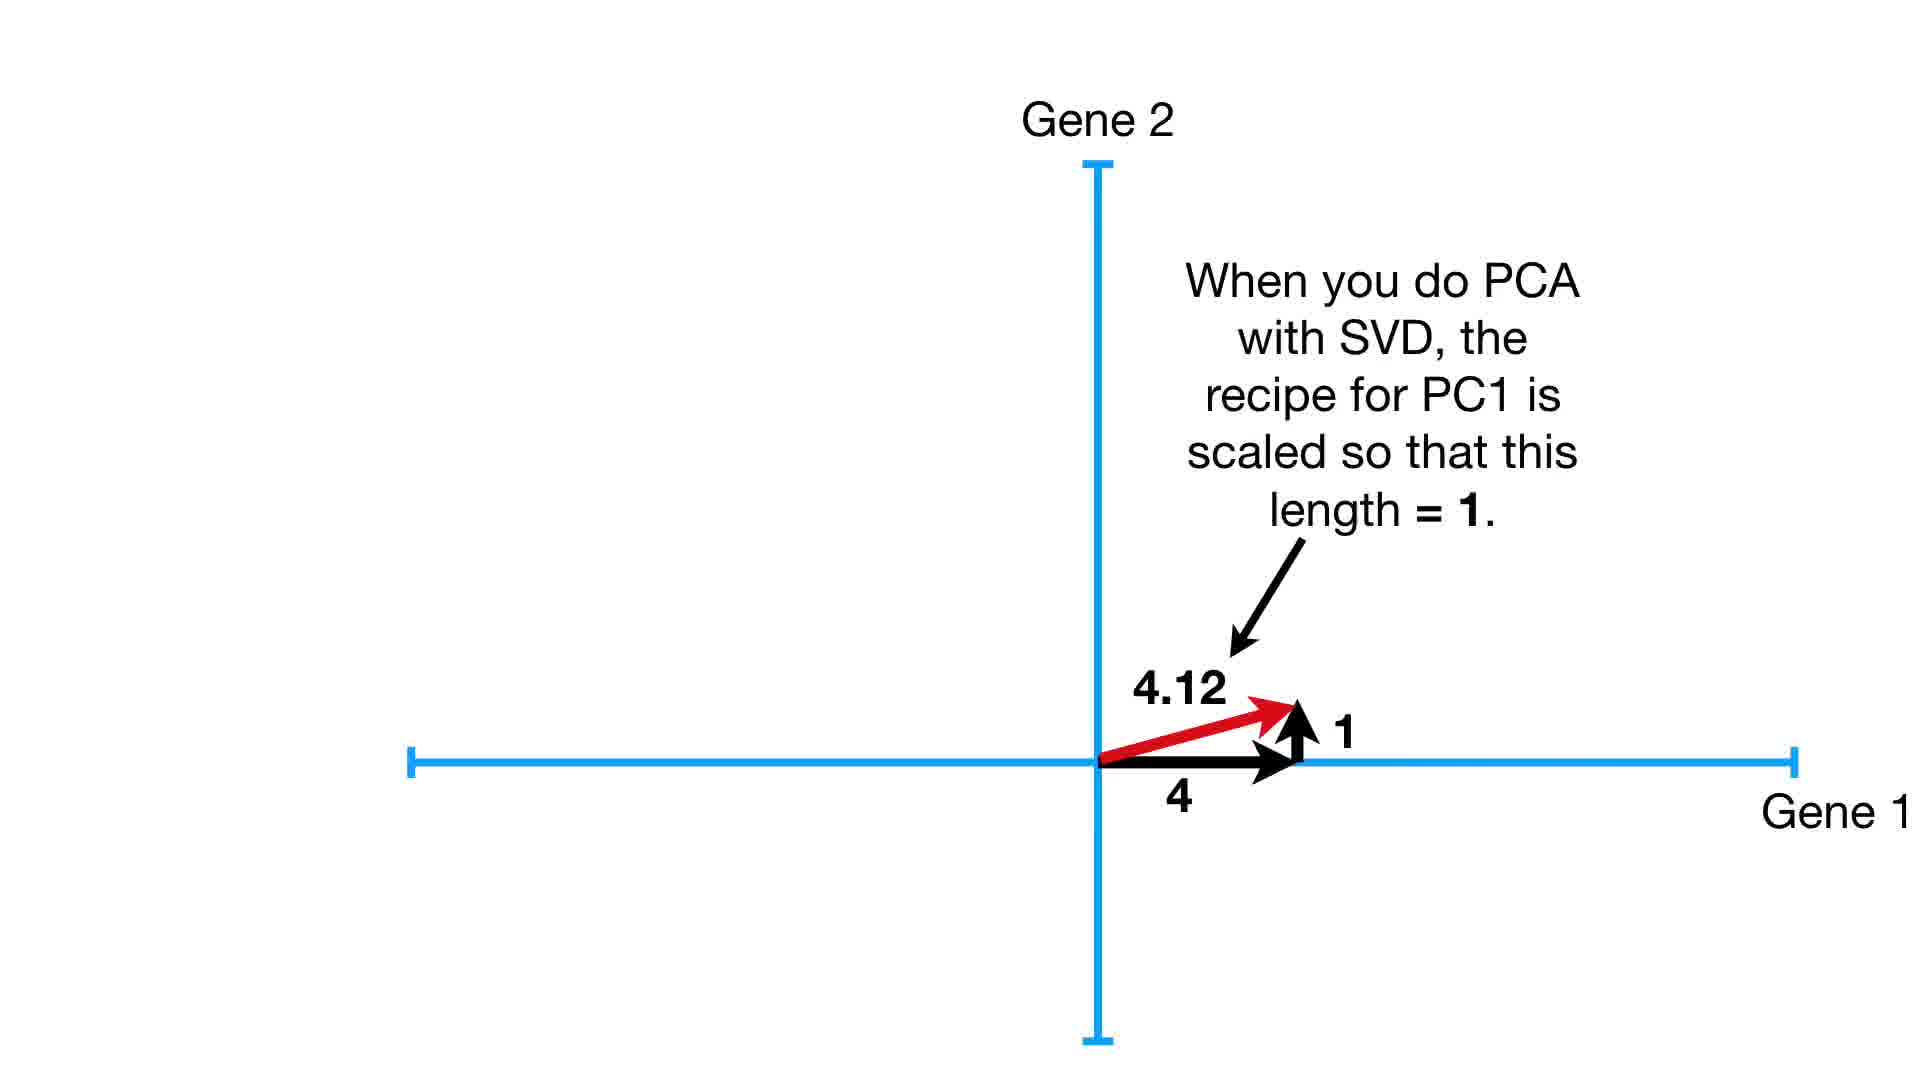 Gene 2
When you do PCA
with SVD, the
recipe for PC1 is
scaled so that this
length = 1.
4.12
1
4
Gene 1